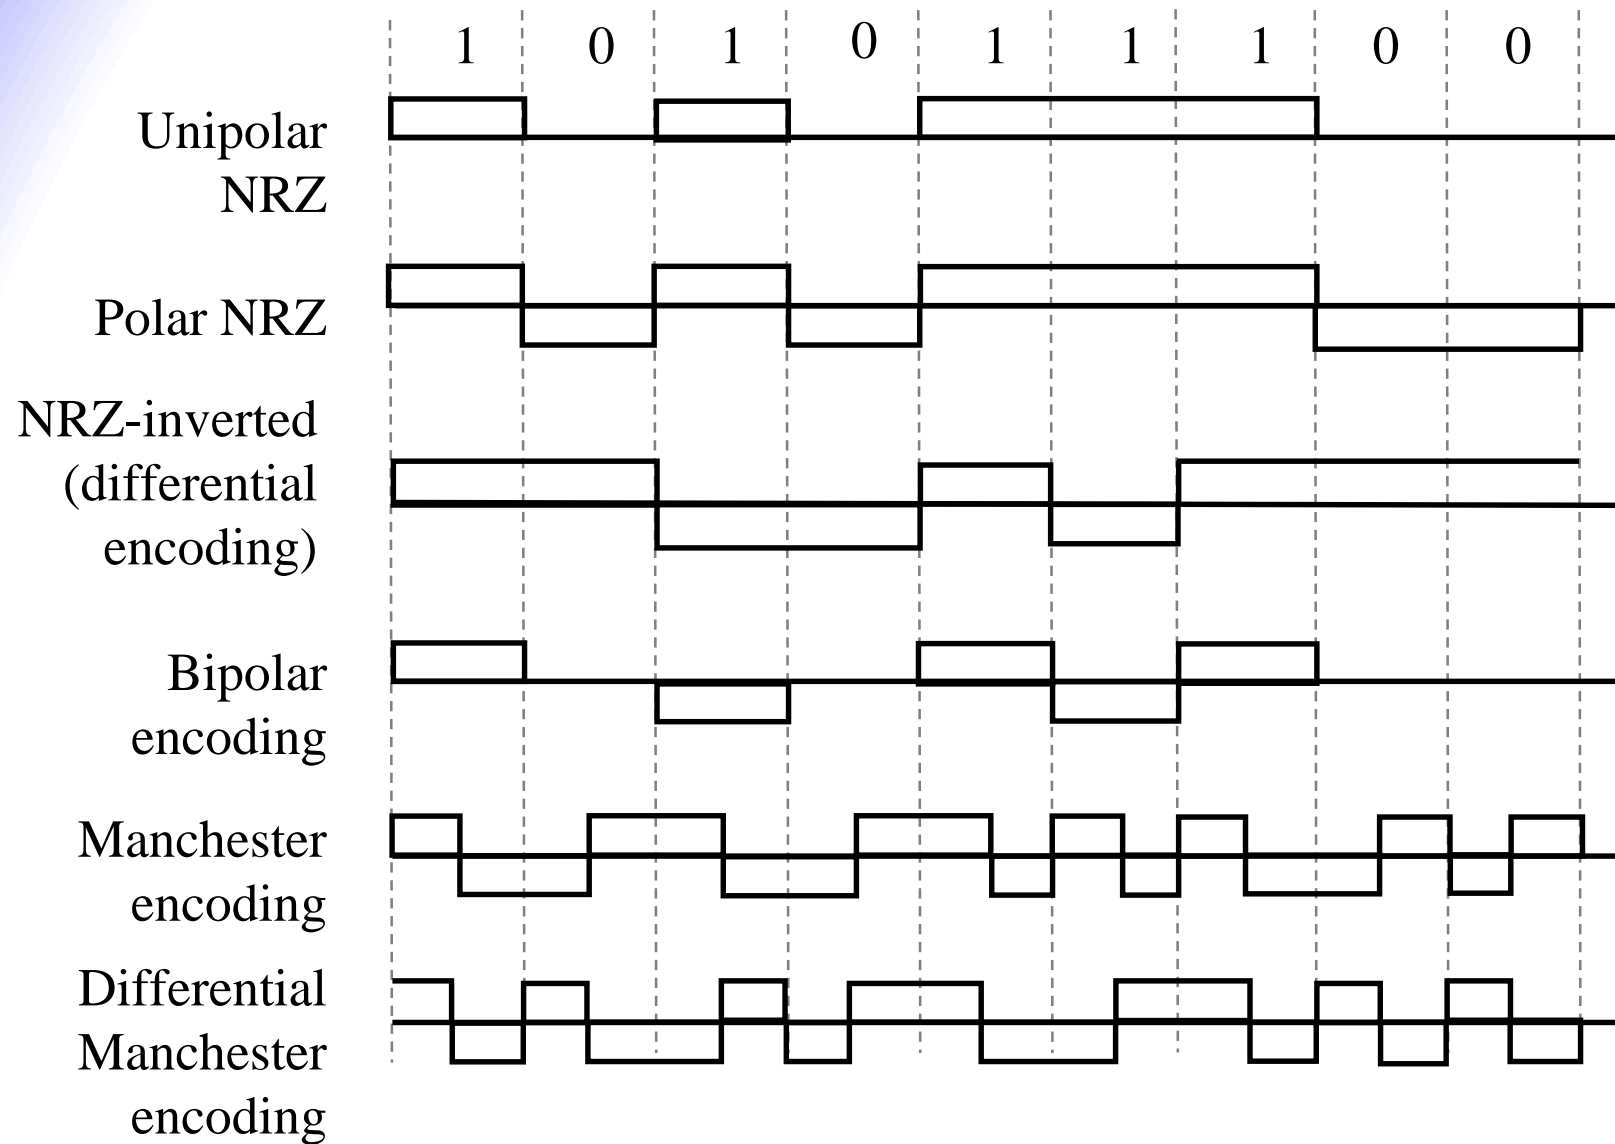 1 0 1 0 1 1 1 0 0
Unipolar
NRZ
Polar NRZ
NRZ-inverted
(differential
encoding)
Bipolar
encoding
Manchester
encoding
Differential
Manchester
encoding